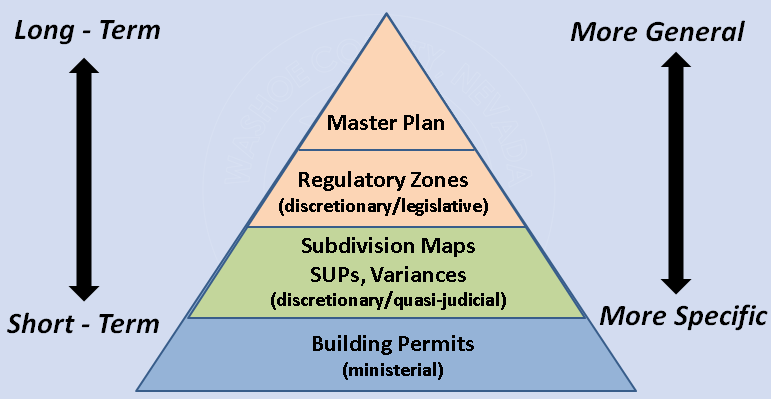 Long - Term
More General
Master Plan
Regulatory Zones
(discretionary/legislative)
Subdivision Maps
SUPs, Variances
(discretionary/quasi-judicial)
Short - Term
More Specific
Building Permits
(ministerial)